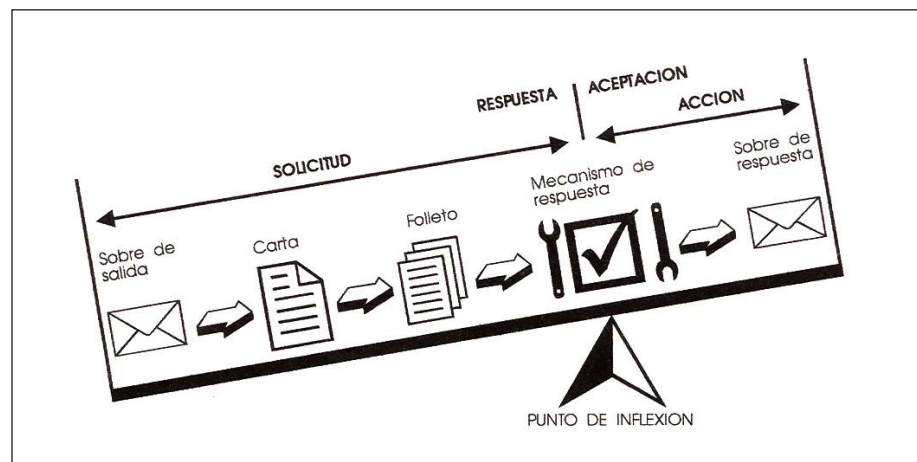 RESPUESTA
ACEPTACION
ACCION
SOLICITUD
Sobre de
salida
Carta
Folleto
Mecanismo de
respuesta
Sobre de
respuesta
PUNTO DE INFLEXION